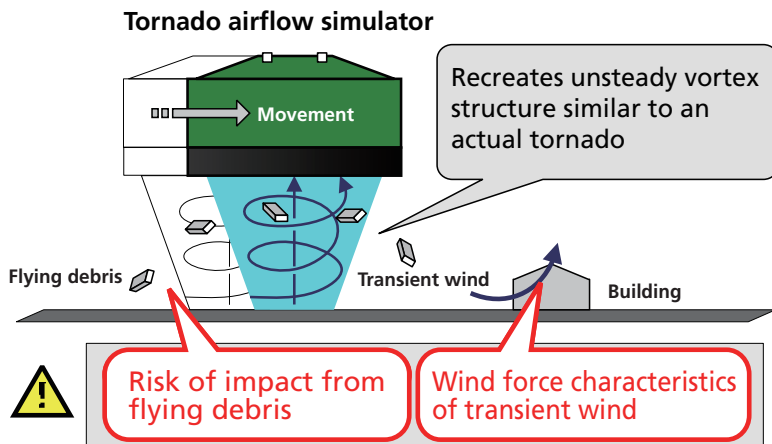 Tornado airflow simulator
Recreates unsteady vortex
structure similar to an
actual tornado
Movement
Flying debris
Transient wind
Building
Risk of impact from
flying debris
Wind force characteristics
of transient wind